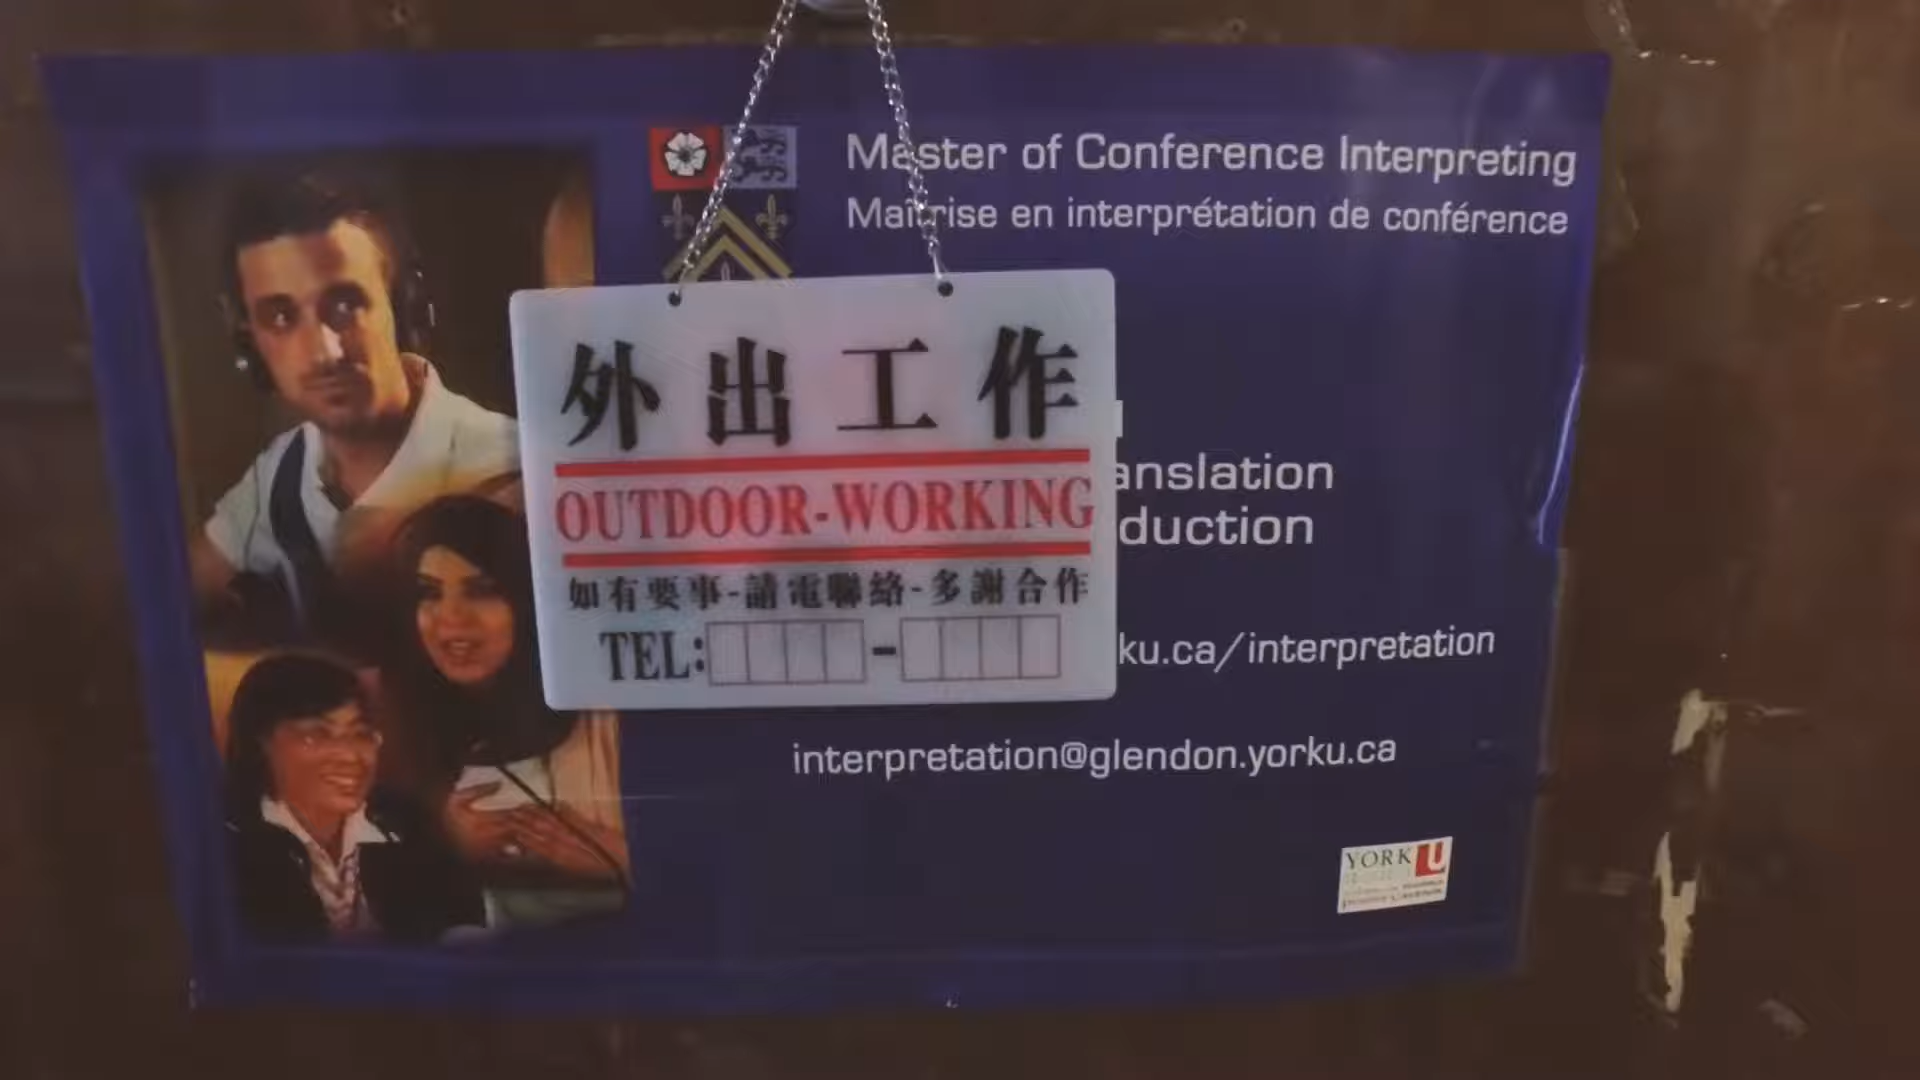 Master of Conference Interpreting
Maîtrise en interprétation de conférence
外出工作
OUTDOOR-WORKING
如有要事-請電聯絡-多謝合作
TEL: -
anslation
duction
ku.ca/interpretation
interpretation@glendon.yorku.ca
YORK U